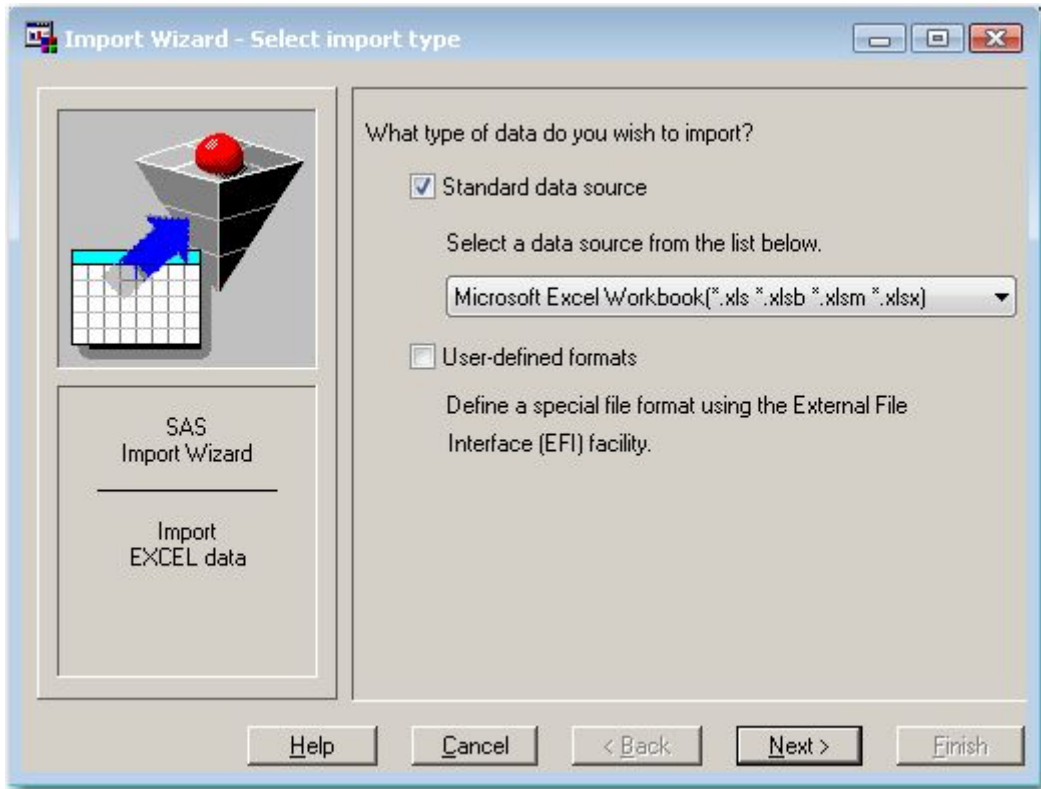 Import Wizard - Select import type
What type of data do you wish to import?
Standard data source
Select a data source from the list below.
Microsoft Excel Workbook(*.xls *.xlsb *.xlsm *.xlsx)
User-defined formats
Define a special file format using the External File
Interface (EFI) facility.
SAS
Import Wizard
Import
EXCEL data
Help
Cancel
< Back
Next >
Finish